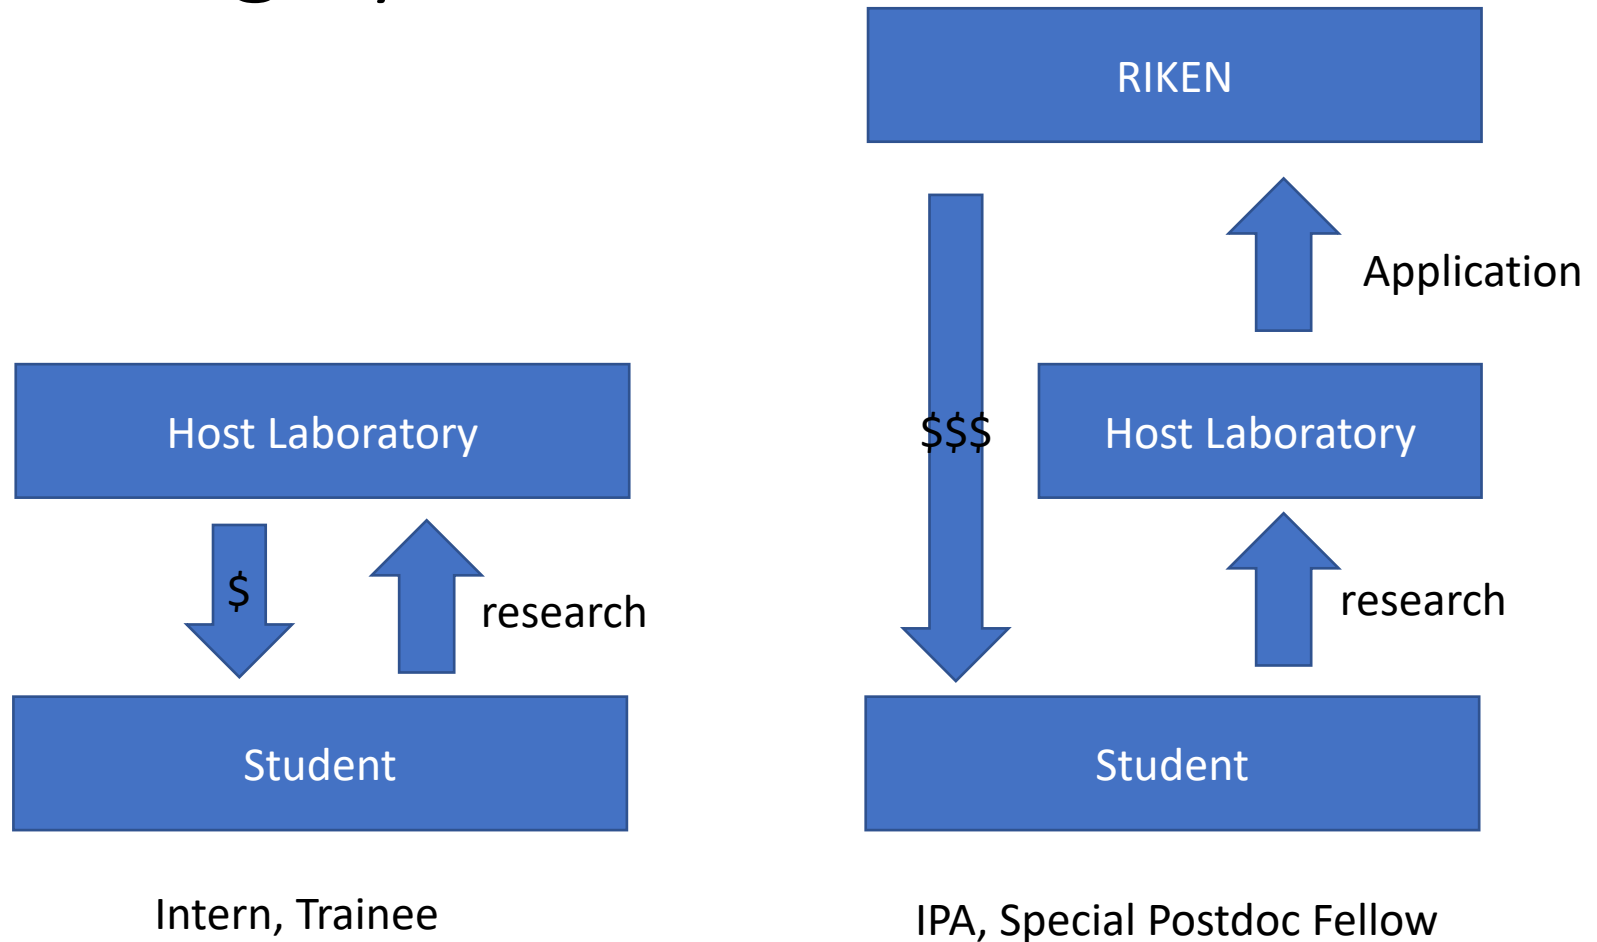 RIKEN
Application
$$$
Host Laboratory
Host Laboratory
$
research
research
Student
Student
Intern, Trainee
IPA, Special Postdoc Fellow